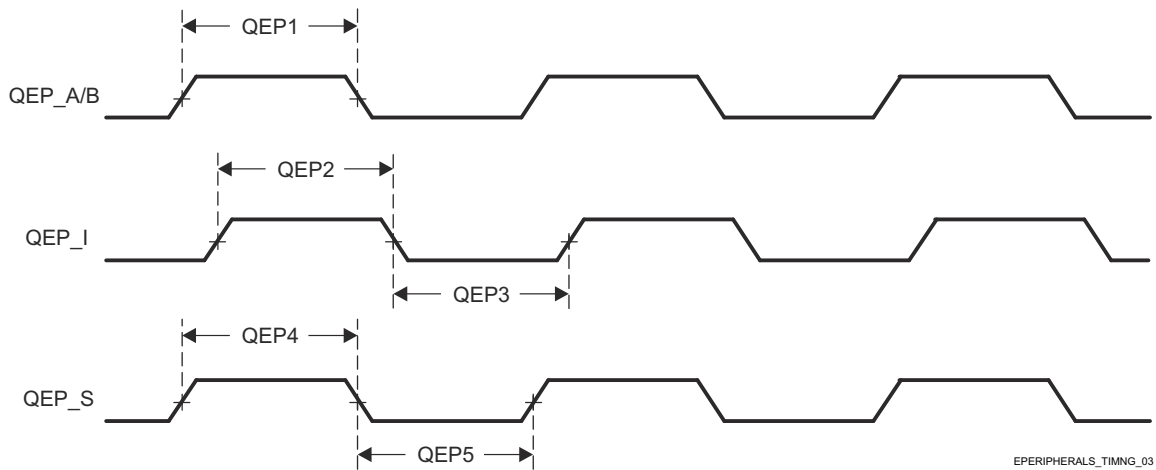 QEP1
QEP_A/B
QEP2
QEP_I
QEP3
QEP4
QEP_S
QEP5
EPERIPHERALS_TIMNG_03